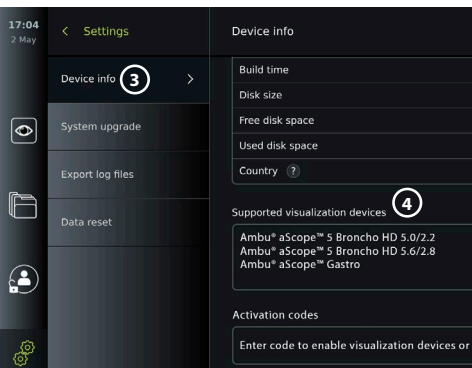 17:04
2 May
< Settings
Device info
Device info 3 >
System upgrade
Export log files
Data reset
Build time
Disk size
Free disk space
Used disk space
Country ?
Supported visualization devices 4
Ambu® aScope™ 5 Broncho HD 5.0/2.2
Ambu® aScope™ 5 Broncho HD 5.6/2.8
Ambu® aScope™ Gastro
Activation codes
Enter code to enable visualization devices or